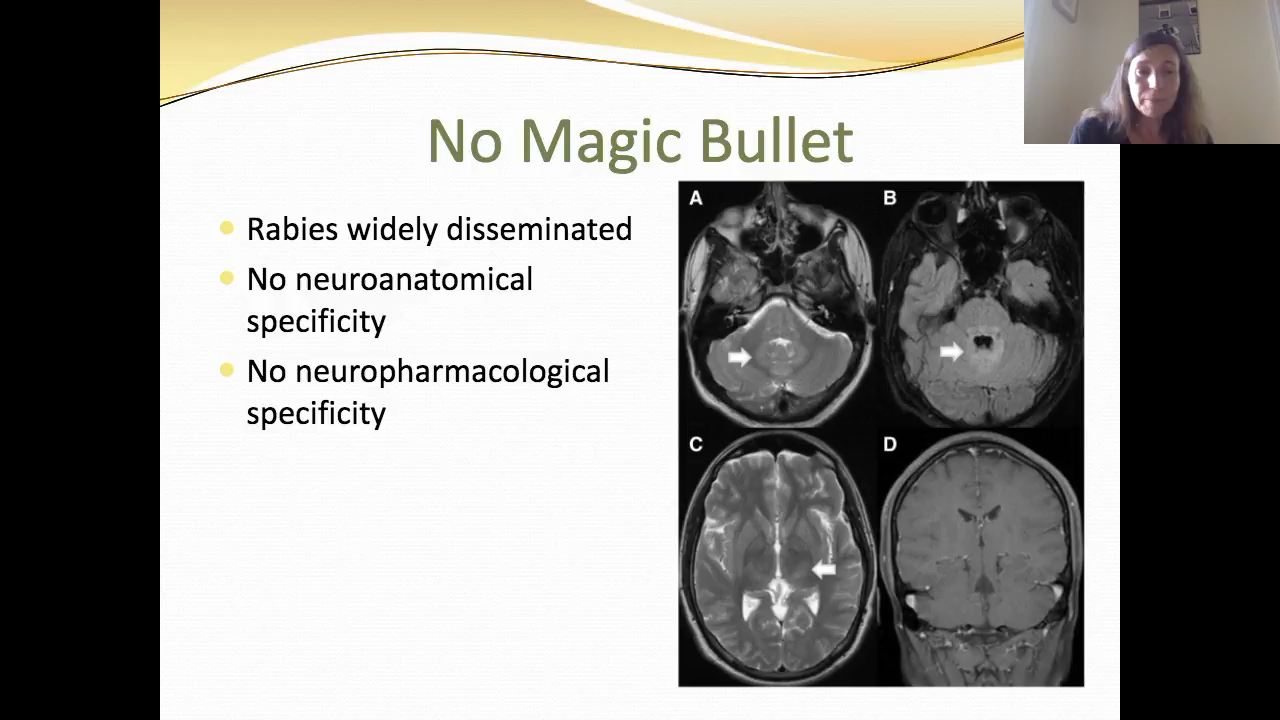 No Magic Bullet
Rabies widely disseminated
No neuroanatomical
specificity
No neuropharmacological
specificity
A
B
C
D